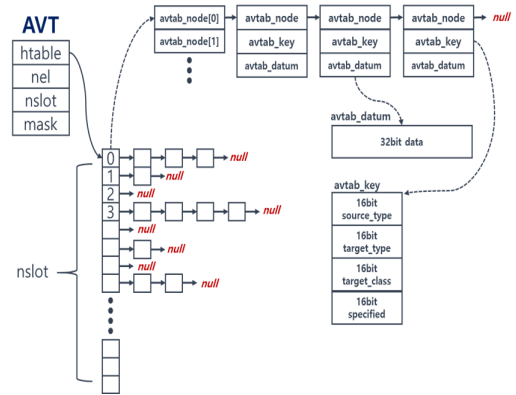 AVT
htable
nel
nslot
mask
avtab_node[0]
avtab_node[1]
avtab_node
avtab_key
avtab_datum
avtab_node
avtab_key
avtab_datum
avtab_node
avtab_key
avtab_datum
null
avtab_datum
32bit data
avtab_key
16bit
source_type
16bit
target_type
16bit
target_class
16bit
specified
0
null
1
null
2
null
3
null
null
null
null
null
nslot